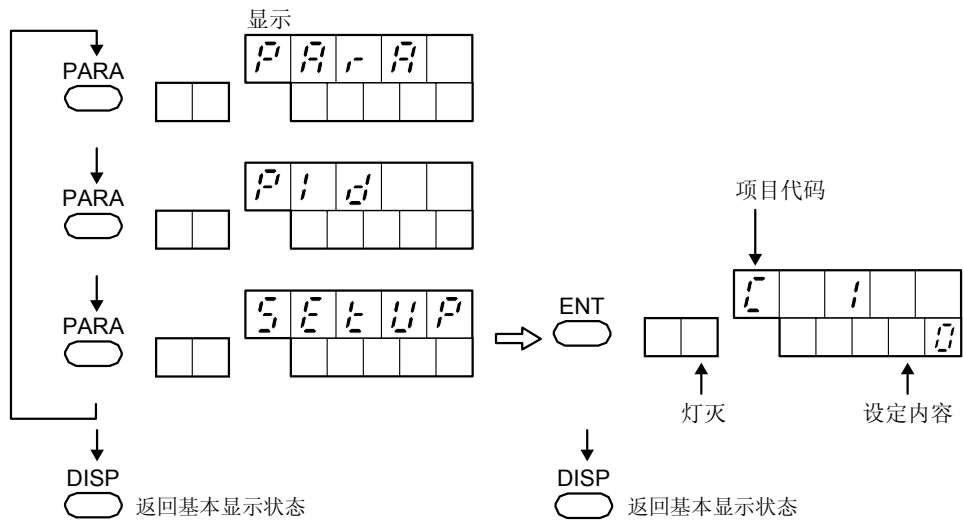 显示
PARA
PArA
PARA
PId
PARA
SEtUP
ENT
项目代码
C 1
0
灯灭
设定内容
DISP
返回基本显示状态
DISP
返回基本显示状态